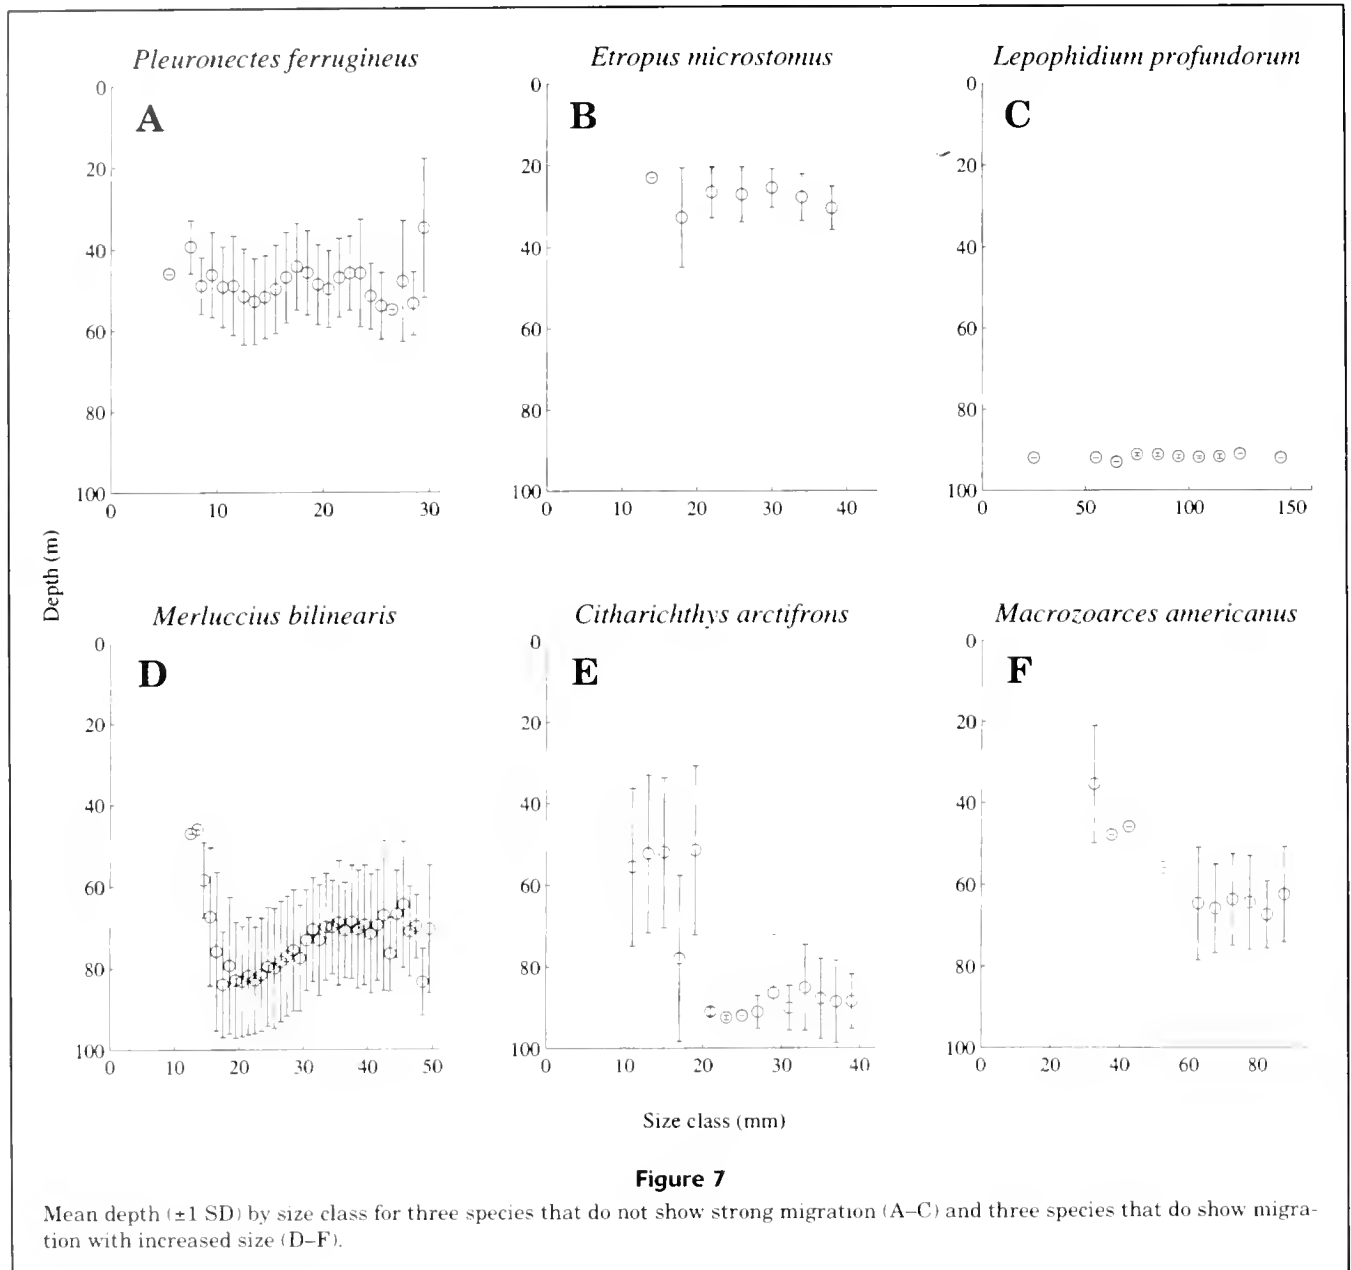 Pleuronectes ferrugineus
Etropus microstomus
Lepophidium profundorum
A
0
20
40
60
80
100
0 10 20 30
B
0
20
40
60
80
100
0 10 20 30 40
C
0
20
40
60
80
100
0 50 100 150
Depth (m)
Merluccius bilinearis
Citharichthys arctifrons
Macrozoarces americanus
D
0
20
40
60
80
100
0 10 20 30 40 50
E
0
20
40
60
80
100
0 10 20 30 40
F
0
20
40
60
80
100
0 20 40 60 80
Size class (mm)
Figure 7
Mean depth (±1 SD) by size class for three species that do not show strong migration (A–C) and three species that do show migra-
tion with increased size (D–F).